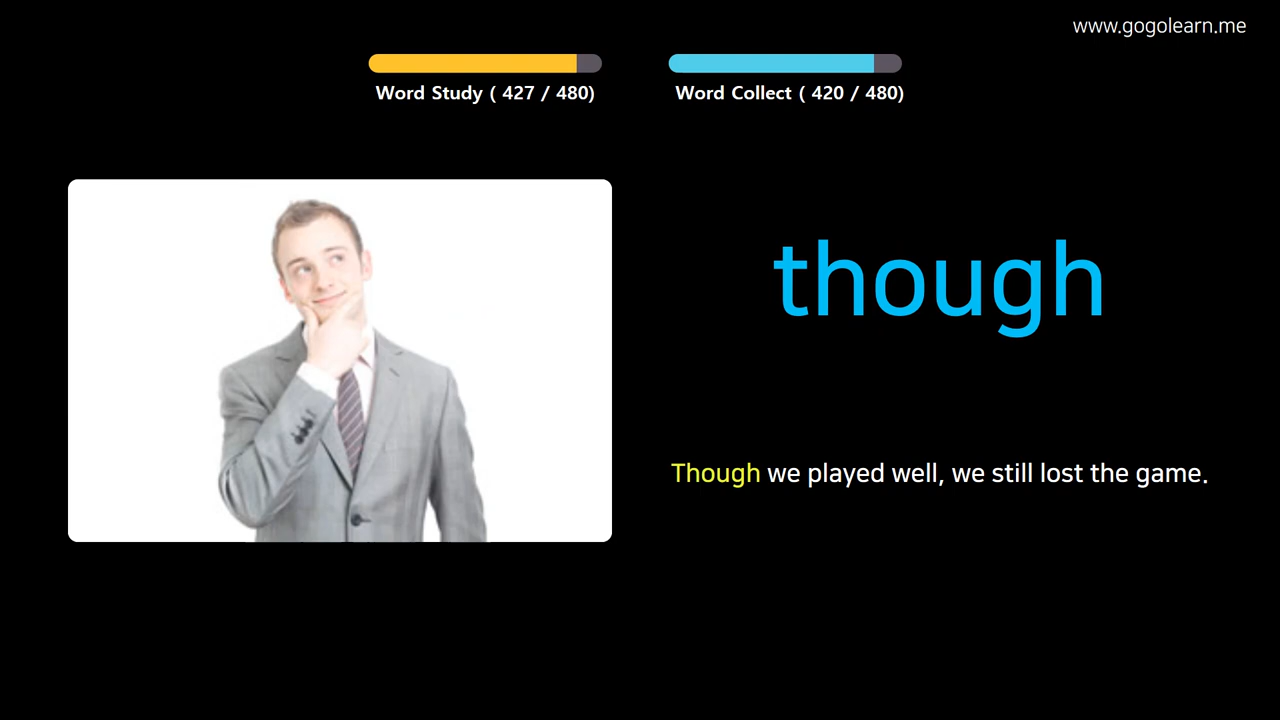 www.gogolearn.me
Word Study ( 427 / 480)
Word Collect ( 420 / 480)
though
Though we played well, we still lost the game.